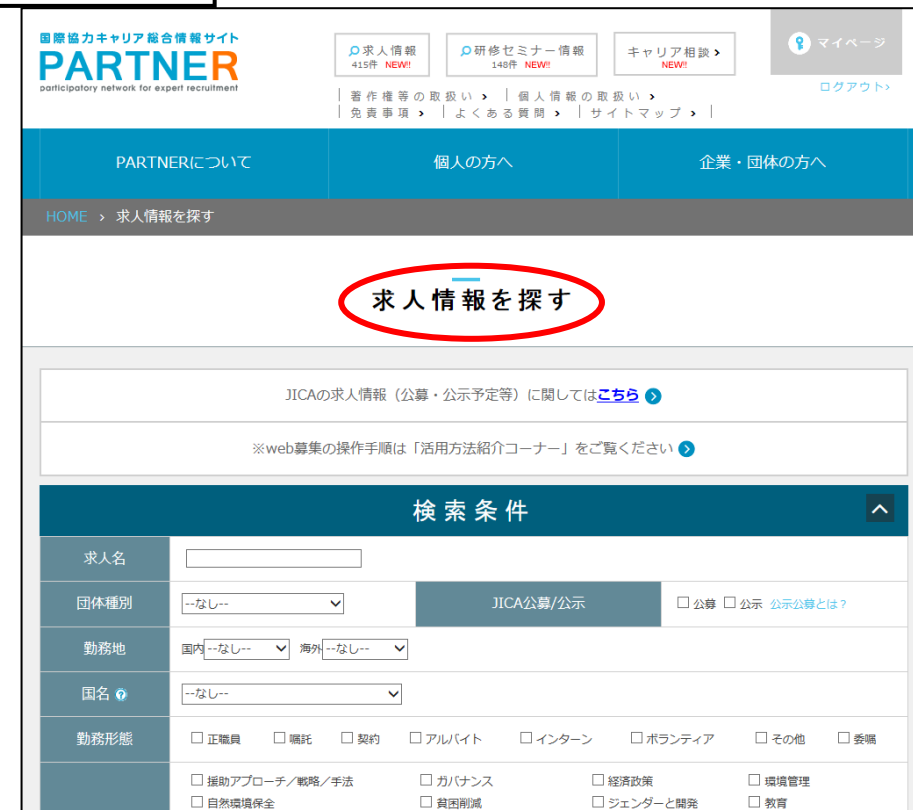 国際協力キャリア総合情報サイト
PARTNER
participatory network for expert recruitment
求人情報
415件 NEW!!
研修セミナー情報
148件 NEW!!
キャリア相談 >
NEW!!
マイページ
ログアウト>
| 著作権等の取扱い > | 個人情報の取扱い >
| 免責事項 > | よくある質問 > | サイトマップ > |
PARTNERについて 個人の方へ 企業・団体の方へ
HOME > 求人情報を探す
求人情報を探す
JICAの求人情報（公募・公示予定等）に関してはこちら
※web募集の操作手順は「活用方法紹介コーナー」をご覧ください
検索条件
求人名
団体種別 --なし-- JICA公募/公示 公募 公示 公示公募とは？
勤務地 国内 --なし-- 海外 --なし--
国名 ? --なし--
勤務形態 正職員 嘱託 契約 アルバイト インターン ボランティア その他 委嘱
援助アプローチ／戦略／手法 ガバナンス 経済政策 環境管理
自然環境保全 貧困削減 ジェンダーと開発 教育